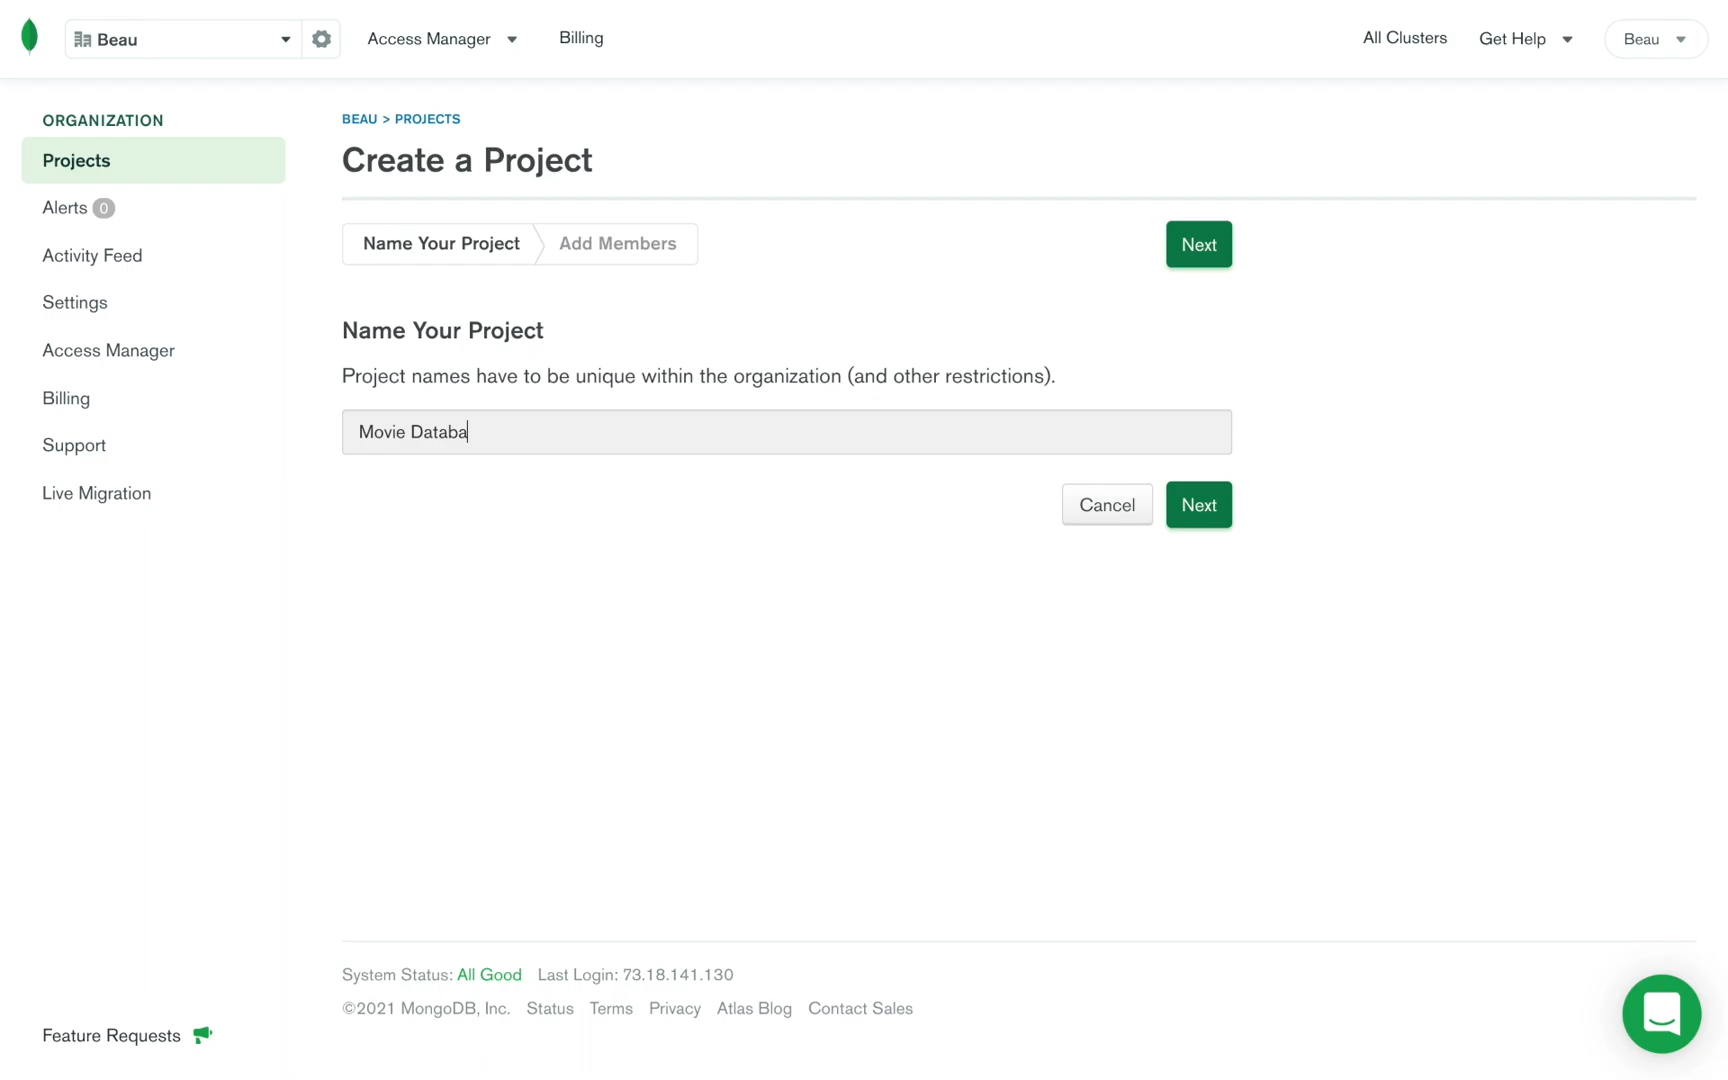 Beau
Access Manager
Billing
All Clusters
Get Help
Beau
ORGANIZATION
Projects
Alerts 0
Activity Feed
Settings
Access Manager
Billing
Support
Live Migration
Feature Requests
BEAU > PROJECTS
Create a Project
Name Your Project
Add Members
Next
Name Your Project
Project names have to be unique within the organization (and other restrictions).
Movie Databa
Cancel
Next
System Status: All Good Last Login: 73.18.141.130
©2021 MongoDB, Inc. Status Terms Privacy Atlas Blog Contact Sales